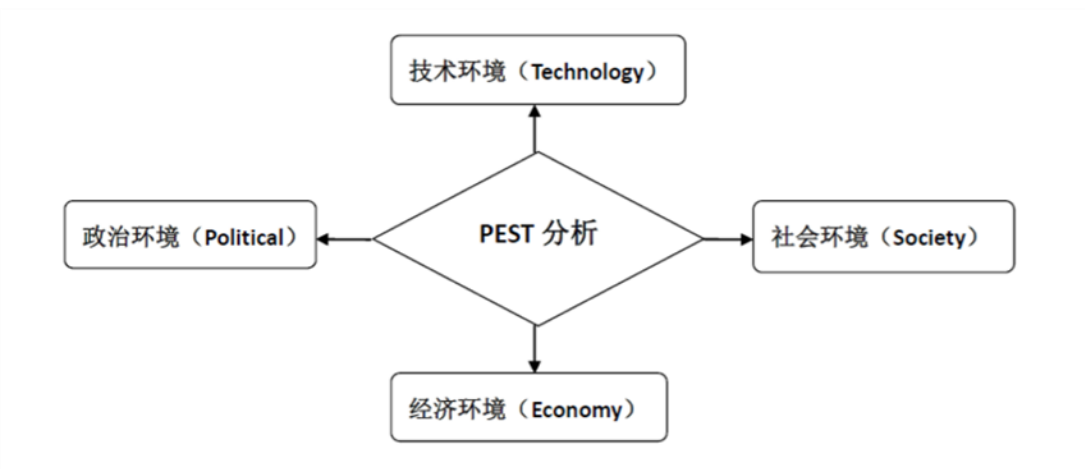 技术环境（Technology）
政治环境（Political）
PEST 分析
社会环境（Society）
经济环境（Economy）